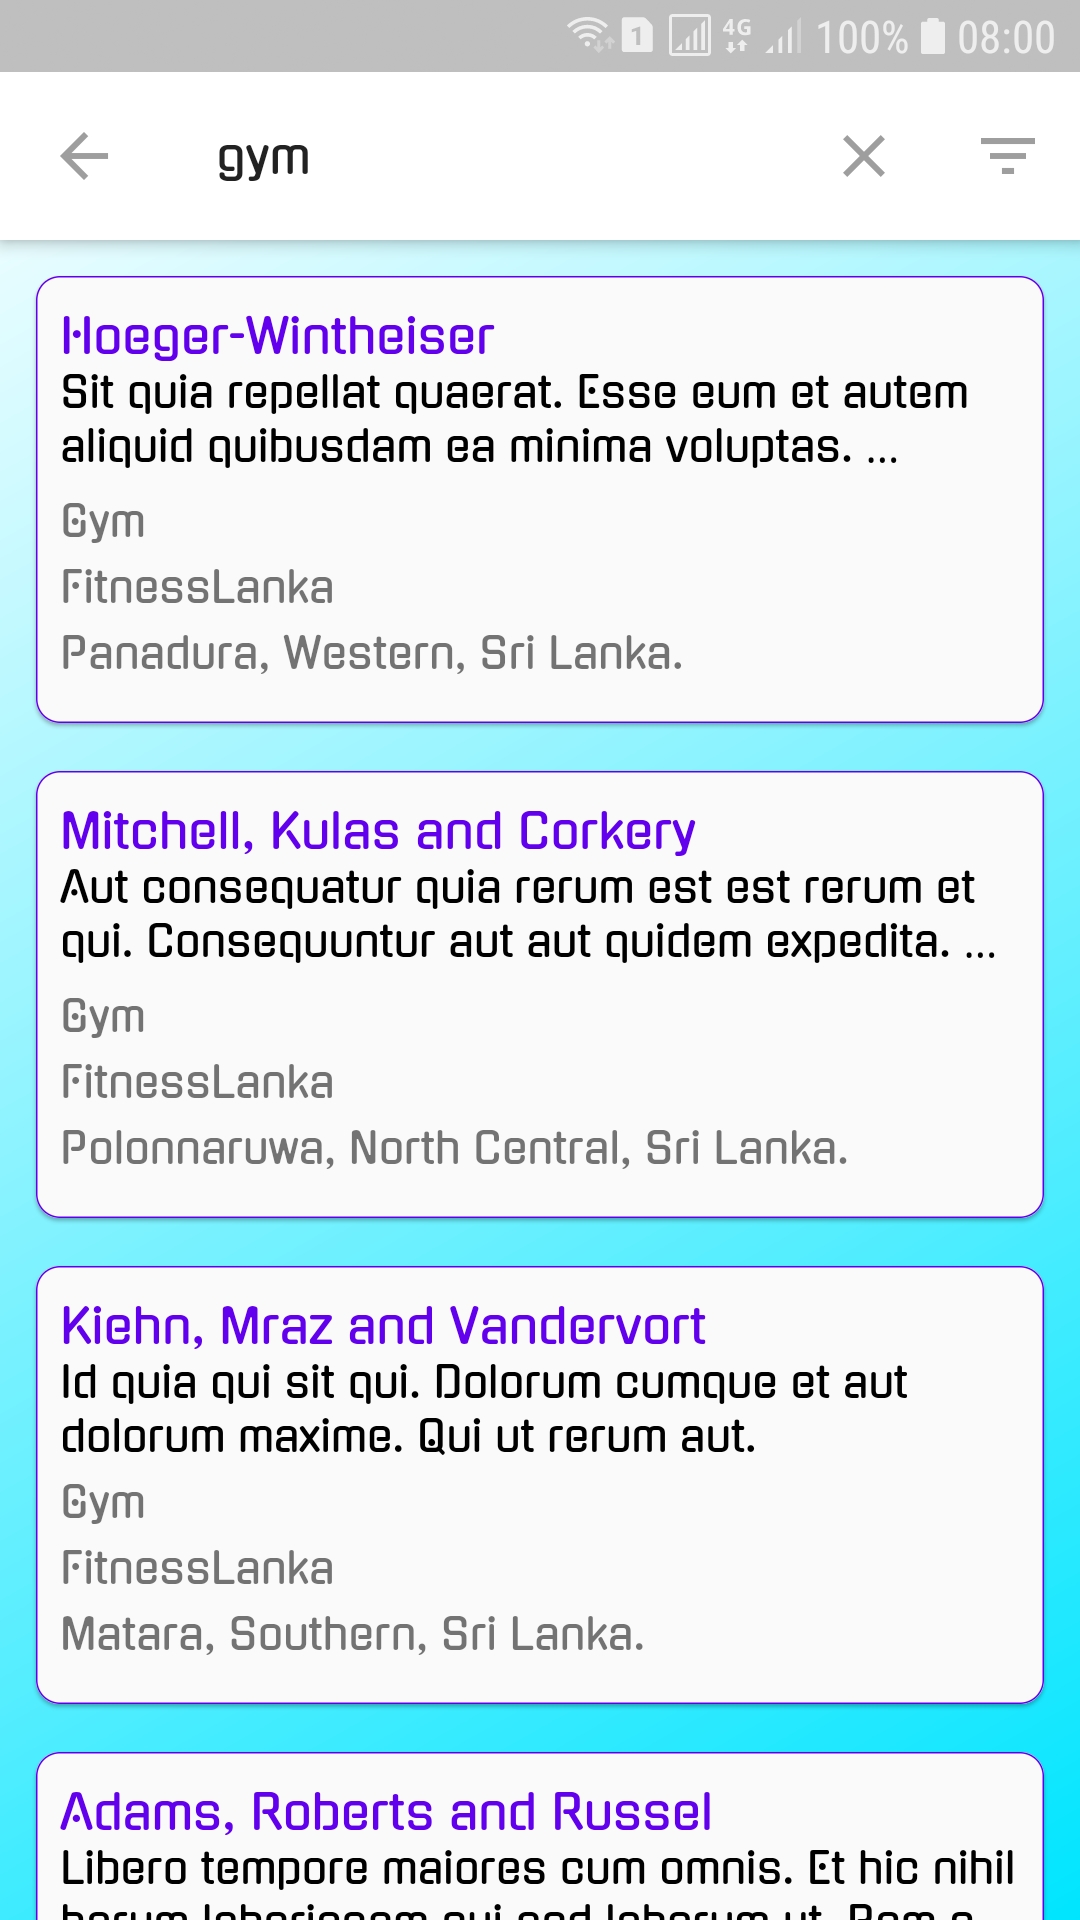 1 4G 100% 08:00
gym
Hoeger-Wintheiser
Sit quia repellat quaerat. Esse eum et autem
aliquid quibusdam ea minima voluptas. ...
Gym
FitnessLanka
Panadura, Western, Sri Lanka.
Mitchell, Kulas and Corkery
Aut consequatur quia rerum est est rerum et
qui. Consequuntur aut aut quidem expedita. ...
Gym
FitnessLanka
Polonnaruwa, North Central, Sri Lanka.
Kiehn, Mraz and Vandervort
Id quia qui sit qui. Dolorum cumque et aut
dolorum maxime. Qui ut rerum aut.
Gym
FitnessLanka
Matara, Southern, Sri Lanka.
Adams, Roberts and Russel
Libero tempore maiores cum omnis. Et hic nihil